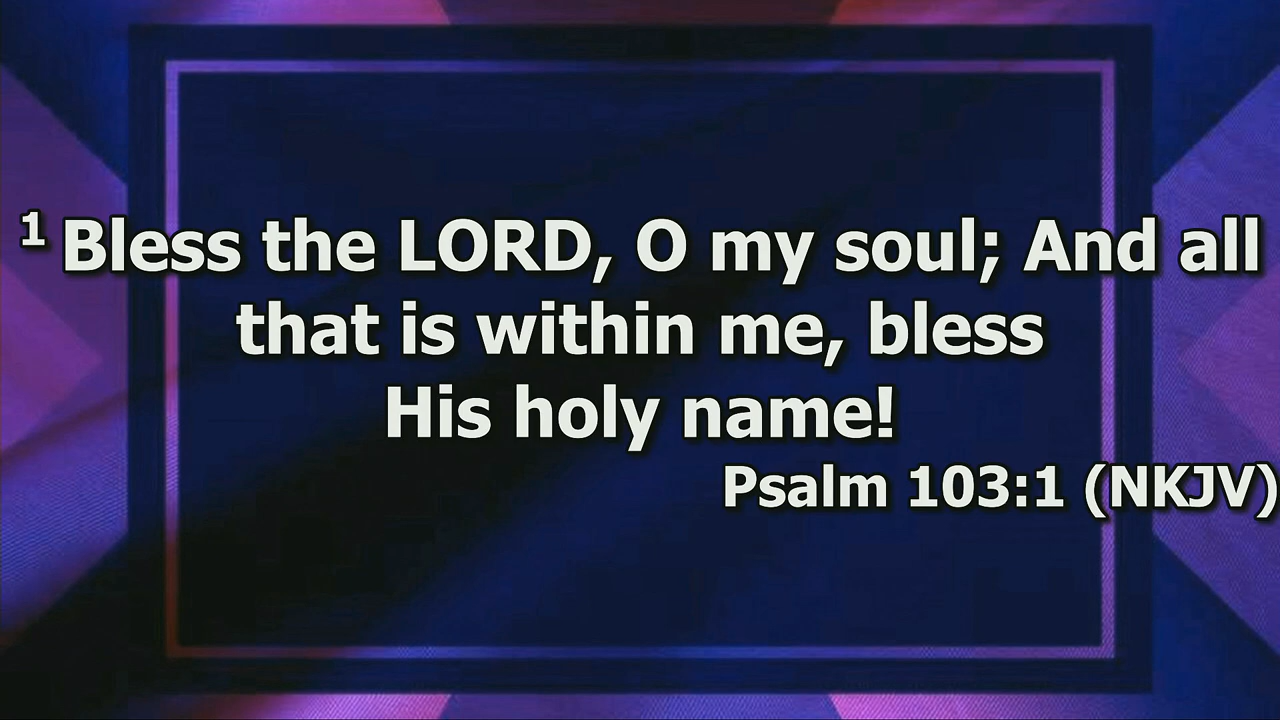 1 Bless the LORD, O my soul; And all
that is within me, bless
His holy name!
Psalm 103:1 (NKJV)